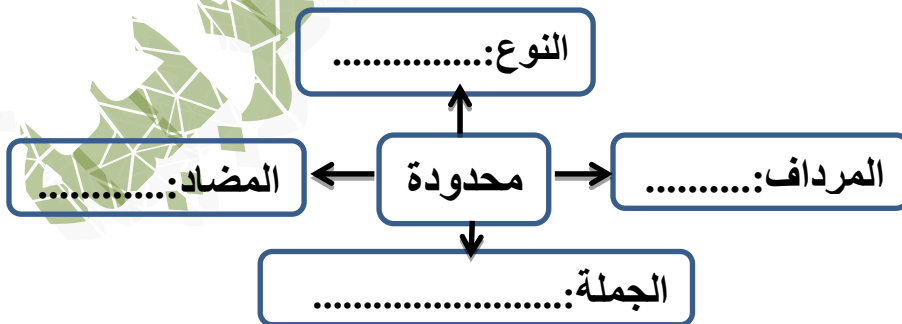 النوع:...............
المرداف:..........
محدودة
المضاد:.............
الجملة:.........................